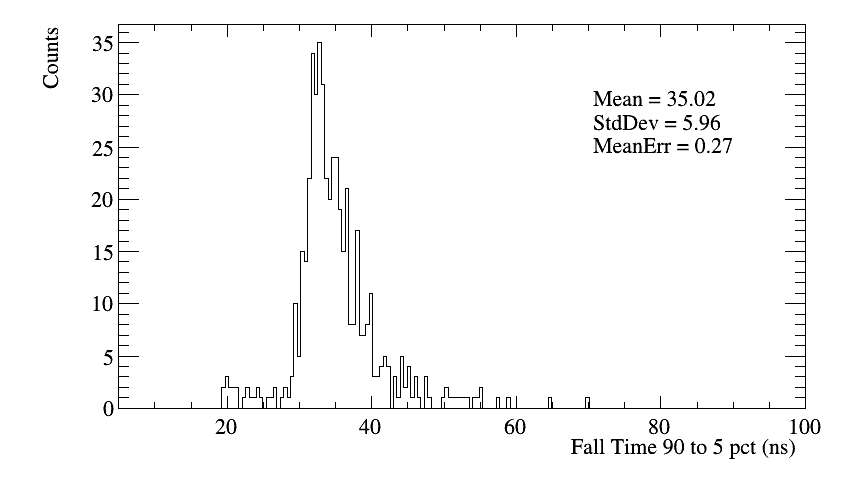 Counts
35
30
25
20
15
10
5
0
Mean = 35.02
StdDev = 5.96
MeanErr = 0.27
20 40 60 80 100
Fall Time 90 to 5 pct (ns)